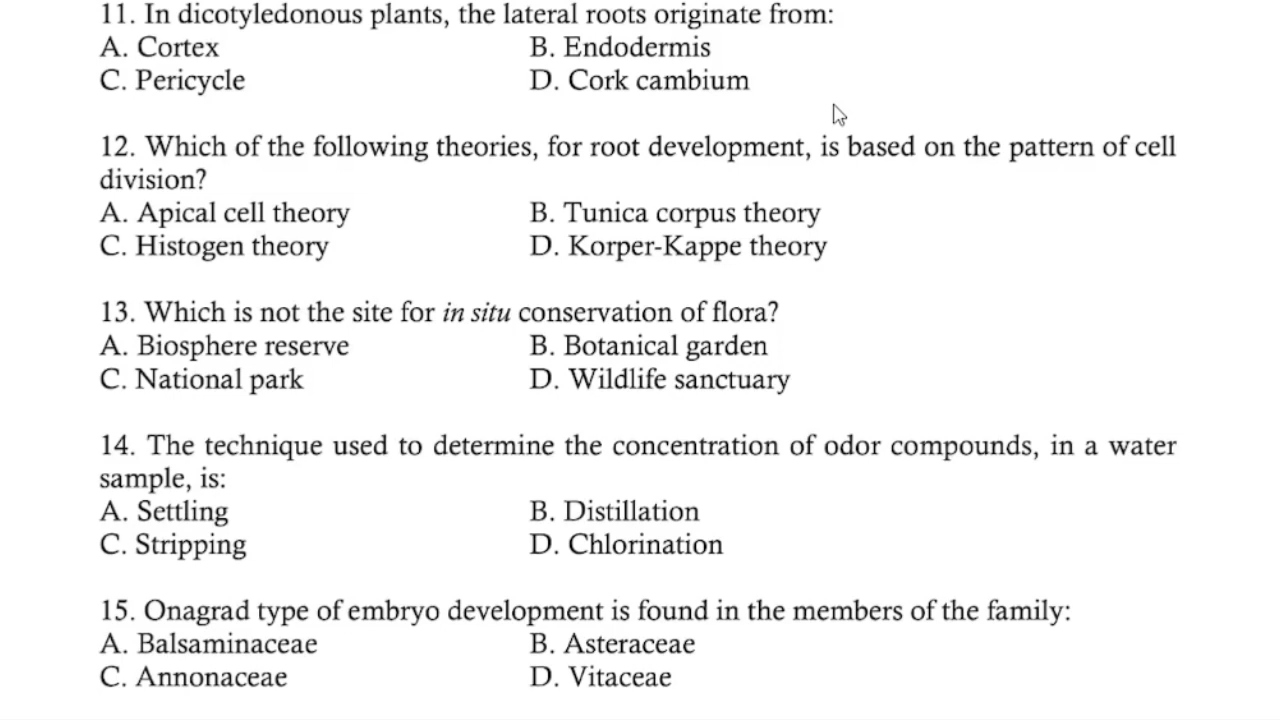 11. In dicotyledonous plants, the lateral roots originate from:
A. Cortex B. Endodermis
C. Pericycle D. Cork cambium
12. Which of the following theories, for root development, is based on the pattern of cell
division?
A. Apical cell theory B. Tunica corpus theory
C. Histogen theory D. Korper-Kappe theory
13. Which is not the site for in situ conservation of flora?
A. Biosphere reserve B. Botanical garden
C. National park D. Wildlife sanctuary
14. The technique used to determine the concentration of odor compounds, in a water
sample, is:
A. Settling B. Distillation
C. Stripping D. Chlorination
15. Onagrad type of embryo development is found in the members of the family:
A. Balsaminaceae B. Asteraceae
C. Annonaceae D. Vitaceae